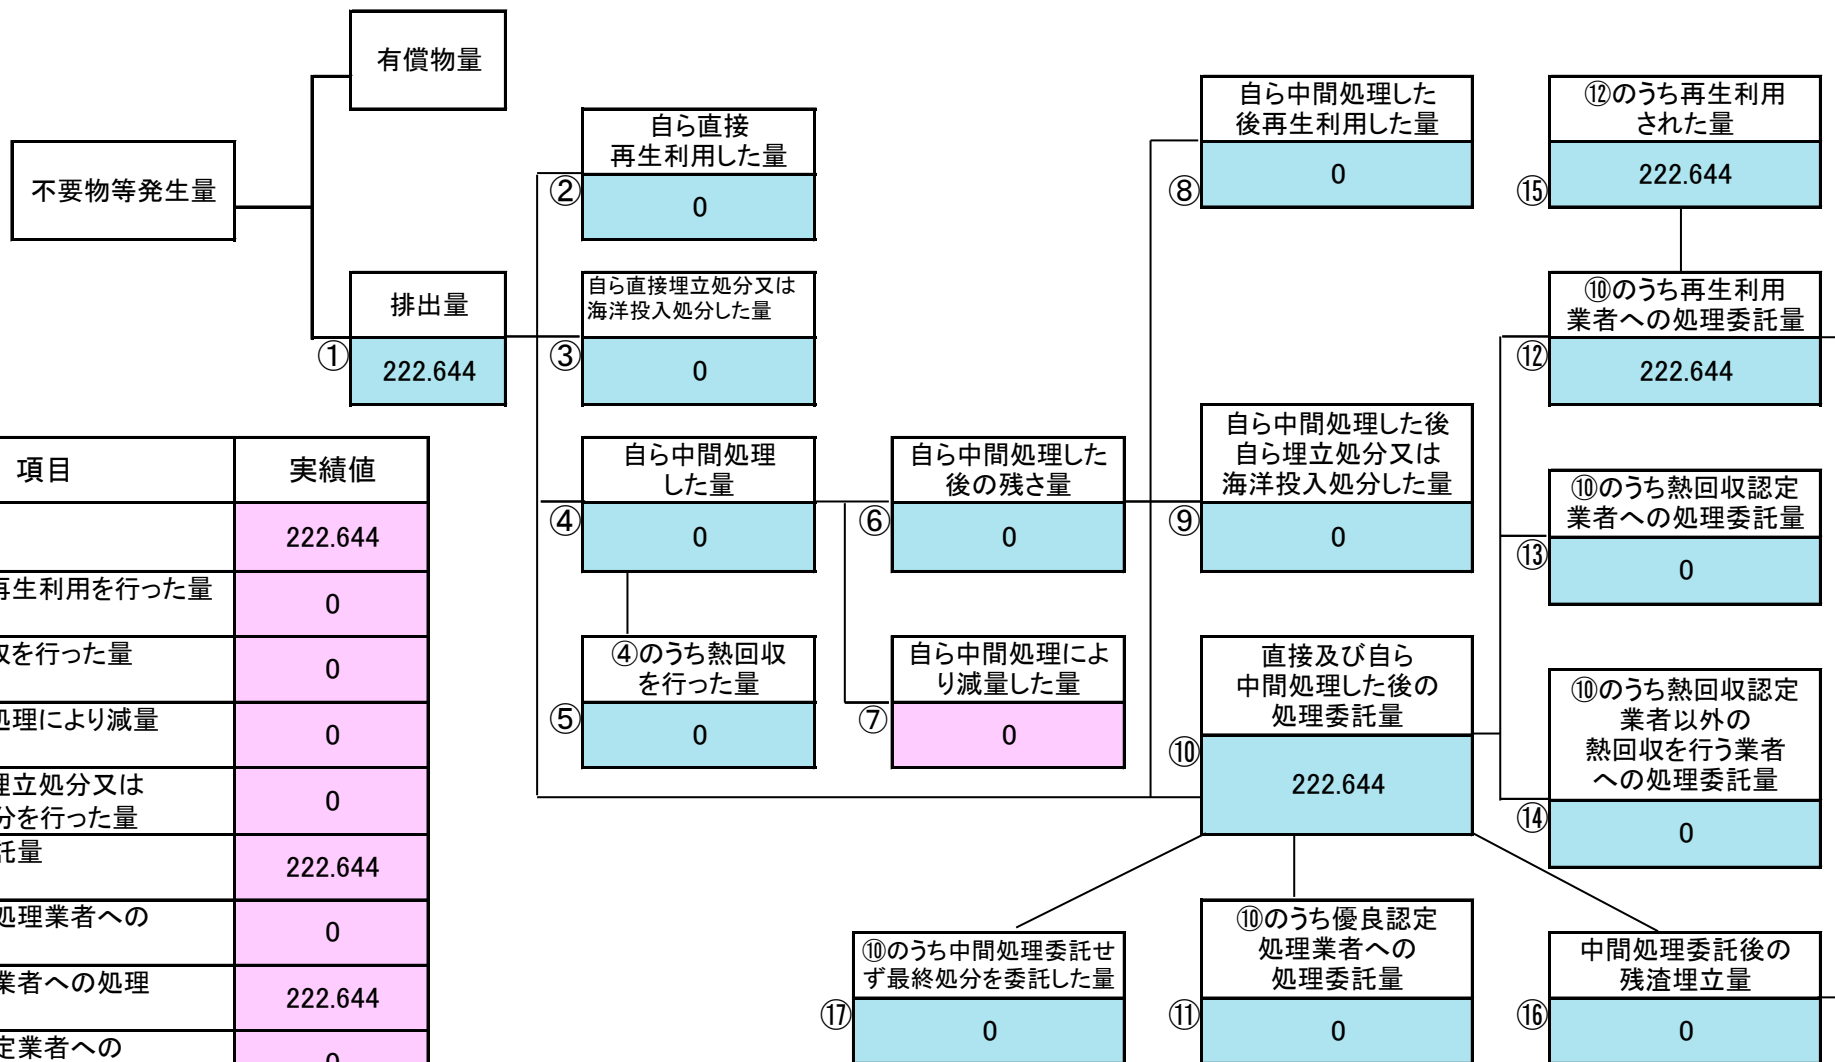 有償物量
不要物等発生量
排出量
①
222.644
自ら直接
再生利用した量
②
0
自ら直接埋立処分又は
海洋投入処分した量
③
0
自ら中間処理
した量
④
0
④のうち熱回収
を行った量
⑤
0
自ら中間処理した
後の残さ量
⑥
0
自ら中間処理によ
り減量した量
⑦
0
自ら中間処理した
後再生利用した量
⑧
0
自ら中間処理した後
自ら埋立処分又は
海洋投入処分した量
⑨
0
直接及び自ら
中間処理した後の
処理委託量
⑩
222.644
⑩のうち優良認定
処理業者への
処理委託量
⑪
0
⑩のうち再生利用
業者への処理委託量
⑫
222.644
⑩のうち熱回収認定
業者への処理委託量
⑬
0
⑩のうち熱回収認定
業者以外の
熱回収を行う業者
への処理委託量
⑭
0
⑫のうち再生利用
された量
⑮
222.644
中間処理委託後の
残渣埋立量
⑯
0
⑩のうち中間処理委託せ
ず最終処分を委託した量
⑰
0
項目 実績値
222.644
再生利用を行った量
0
収を行った量
0
処理により減量
0
埋立処分又は
分を行った量
0
託量
222.644
処理業者への
0
業者への処理
222.644
定業者への
0